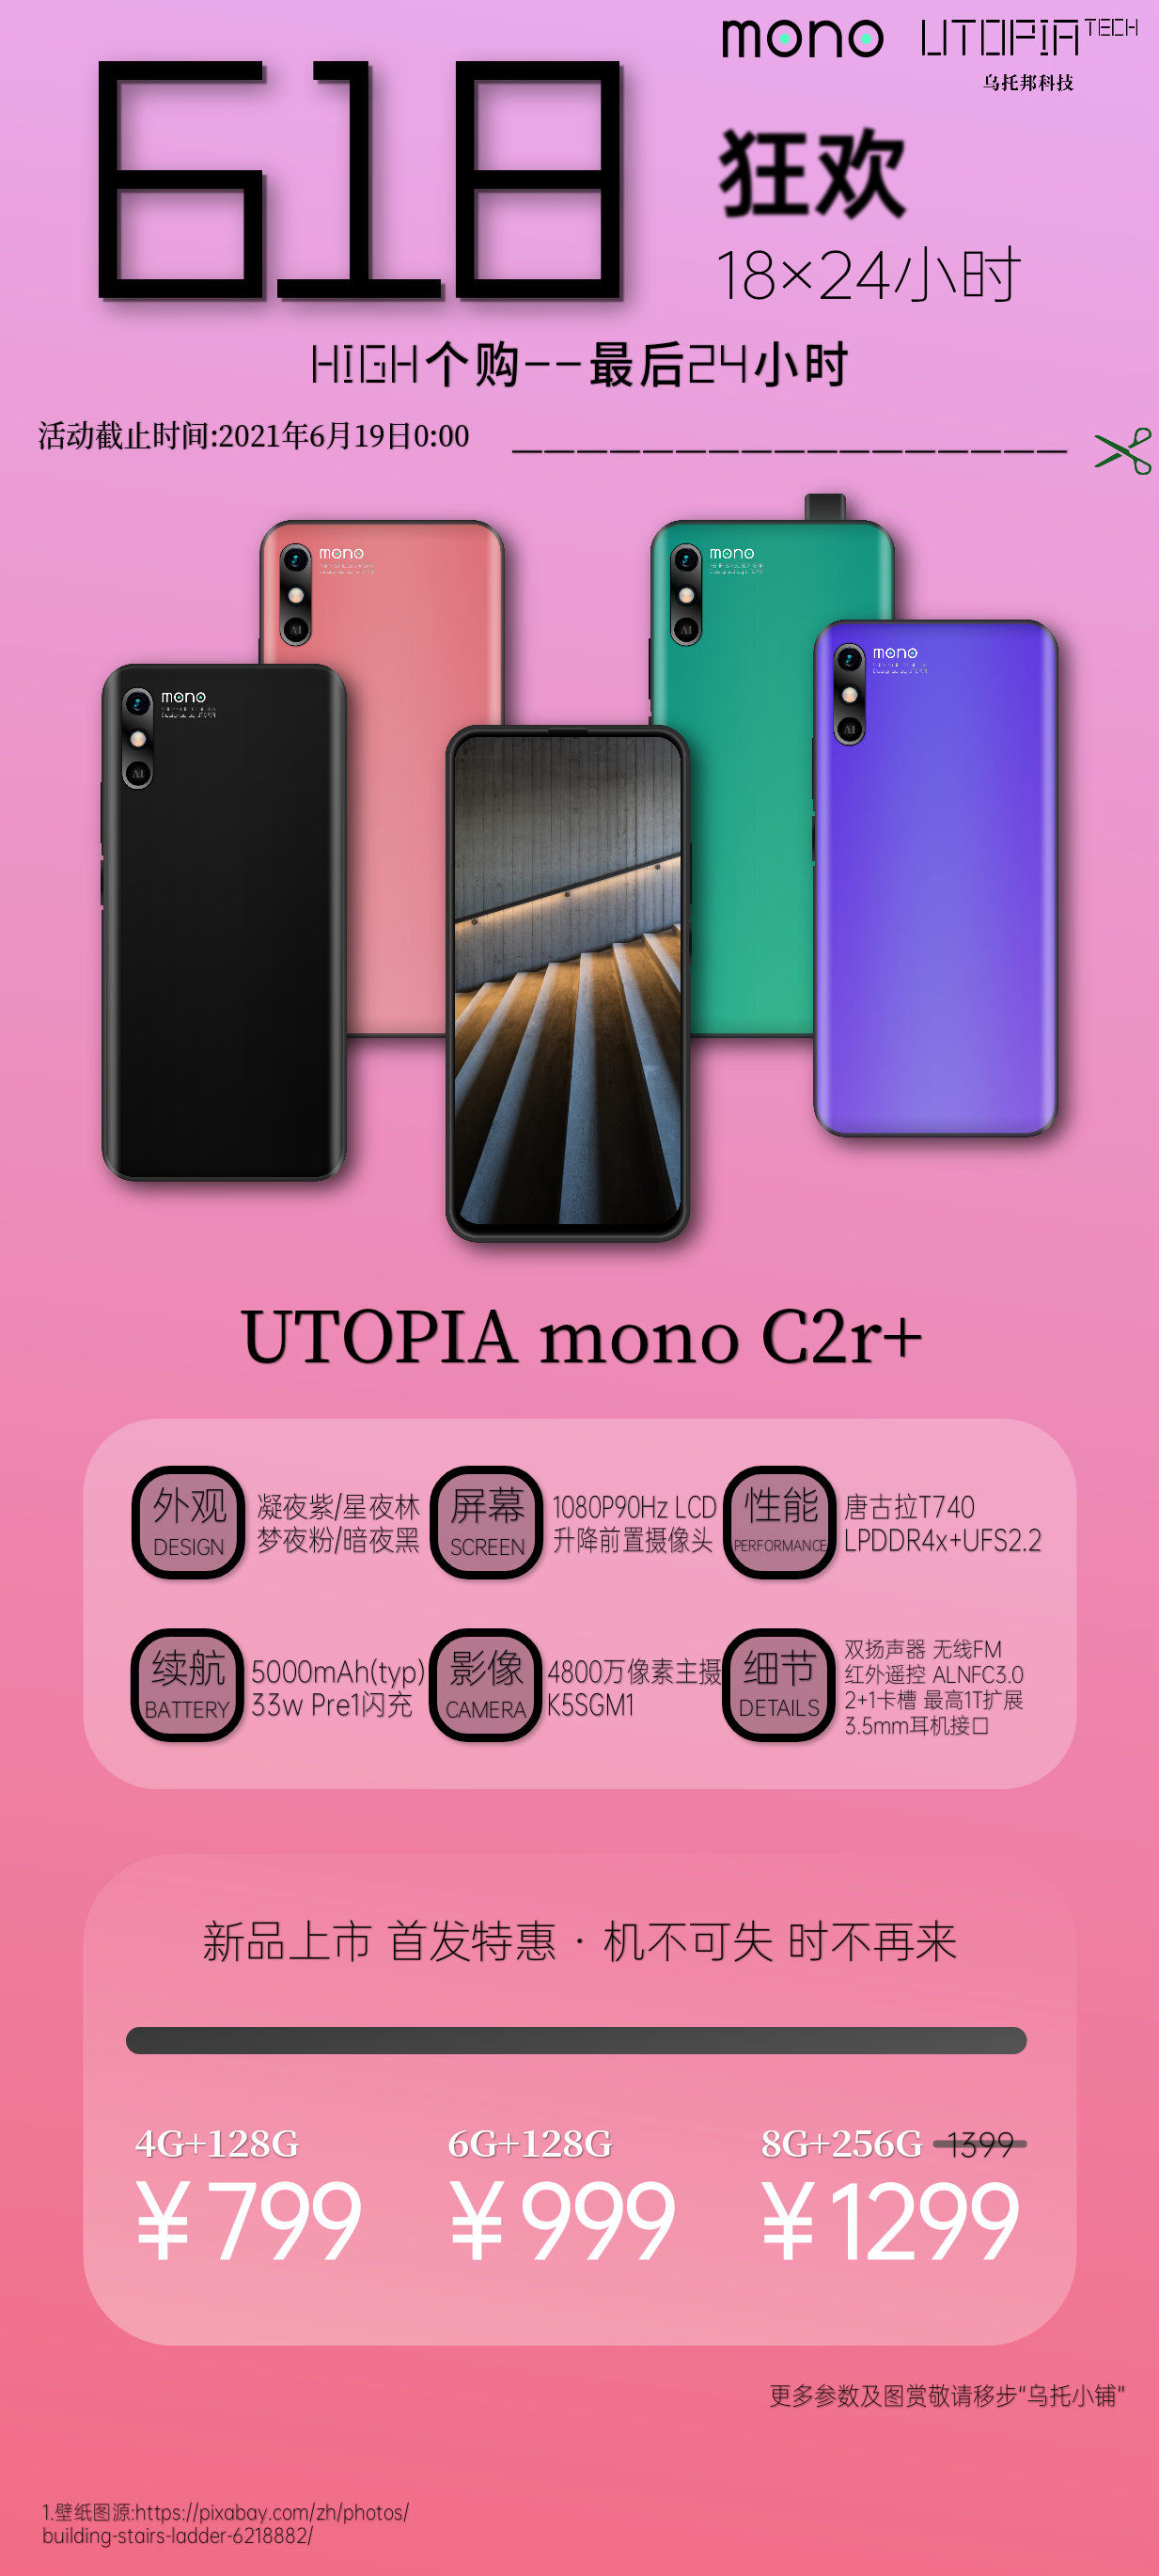 mono UTOPIA TECH
乌托邦科技
618
狂欢
18×24小时
HIGH个购--最后24小时
活动截止时间:2021年6月19日0:00
mono
mono
mono
mono
AI
AI
AI
AI
UTOPIA mono C2r+
外观
DESIGN
凝夜紫/星夜林
梦夜粉/暗夜黑
屏幕
SCREEN
1080P90Hz LCD
升降前置摄像头
性能
PERFORMANCE
唐古拉T740
LPDDR4x+UFS2.2
续航
BATTERY
5000mAh(typ)
33w Pre1闪充
影像
CAMERA
4800万像素主摄
K5SGM1
细节
DETAILS
双扬声器 无线FM
红外遥控 ALNFC3.0
2+1卡槽 最高1T扩展
3.5mm耳机接口
新品上市 首发特惠 · 机不可失 时不再来
4G+128G
¥799
6G+128G
¥999
8G+256G 1399
¥1299
更多参数及图赏敬请移步“乌托小铺”
1.壁纸图源:https://pixabay.com/zh/photos/
building-stairs-ladder-6218882/